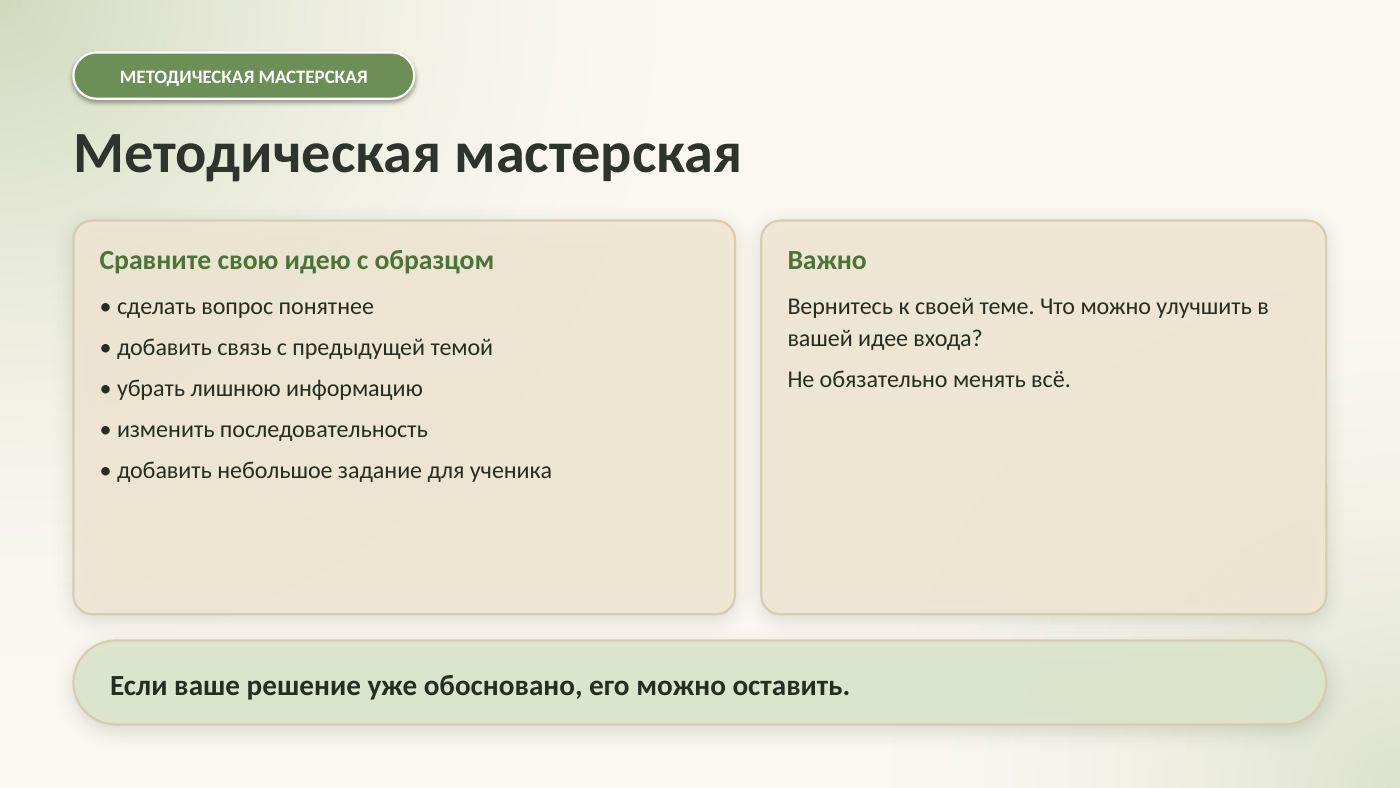 МЕТОДИЧЕСКАЯ МАСТЕРСКАЯ
Методическая мастерская
Сравните свою идею с образцом
• сделать вопрос понятнее
• добавить связь с предыдущей темой
• убрать лишнюю информацию
• изменить последовательность
• добавить небольшое задание для ученика
Важно
Вернитесь к своей теме. Что можно улучшить в
вашей идее входа?
Не обязательно менять всё.
Если ваше решение уже обосновано, его можно оставить.